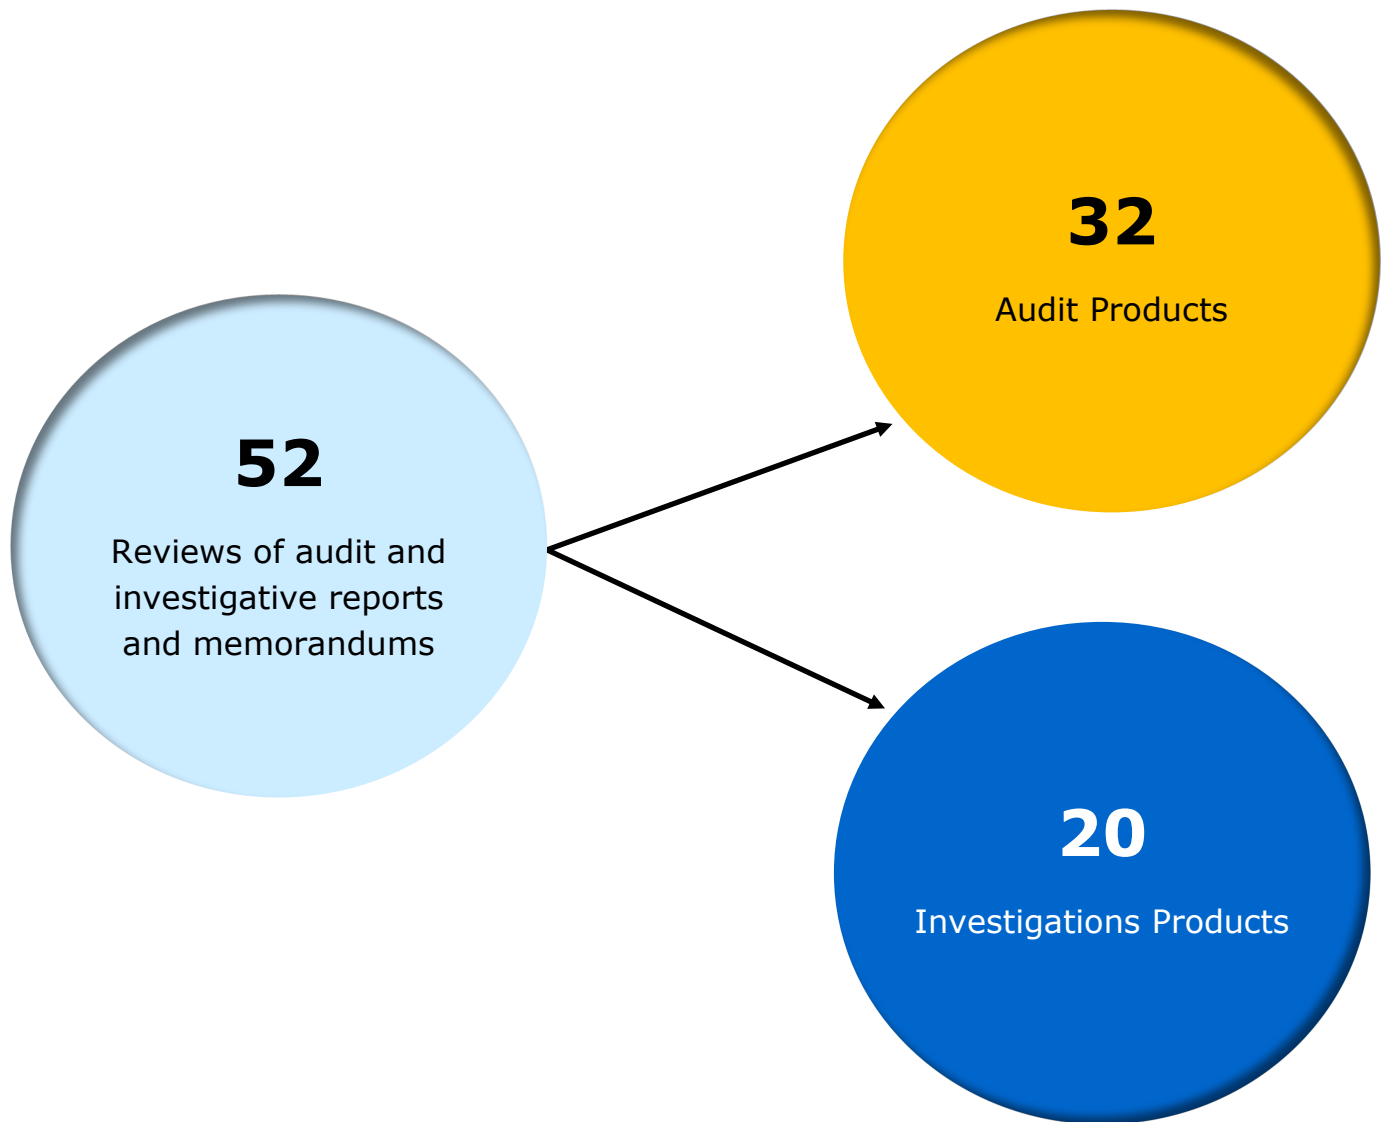 52
Reviews of audit and
investigative reports
and memorandums
32
Audit Products
20
Investigations Products